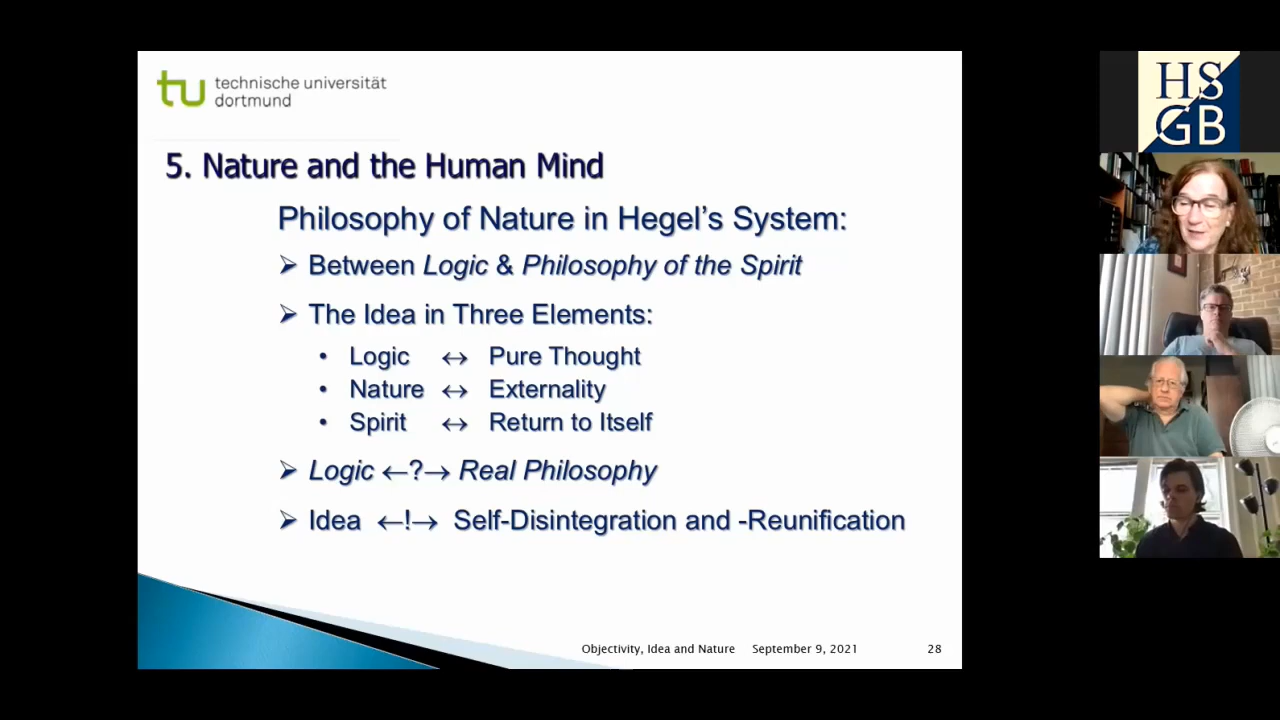 tu technische universität
dortmund
5. Nature and the Human Mind
Philosophy of Nature in Hegel's System:
➢ Between Logic & Philosophy of the Spirit
➢ The Idea in Three Elements:
• Logic ↔ Pure Thought
• Nature ↔ Externality
• Spirit ↔ Return to Itself
➢ Logic ←?→ Real Philosophy
➢ Idea ←!→ Self-Disintegration and -Reunification
Objectivity, Idea and Nature September 9, 2021 28
HS
GB